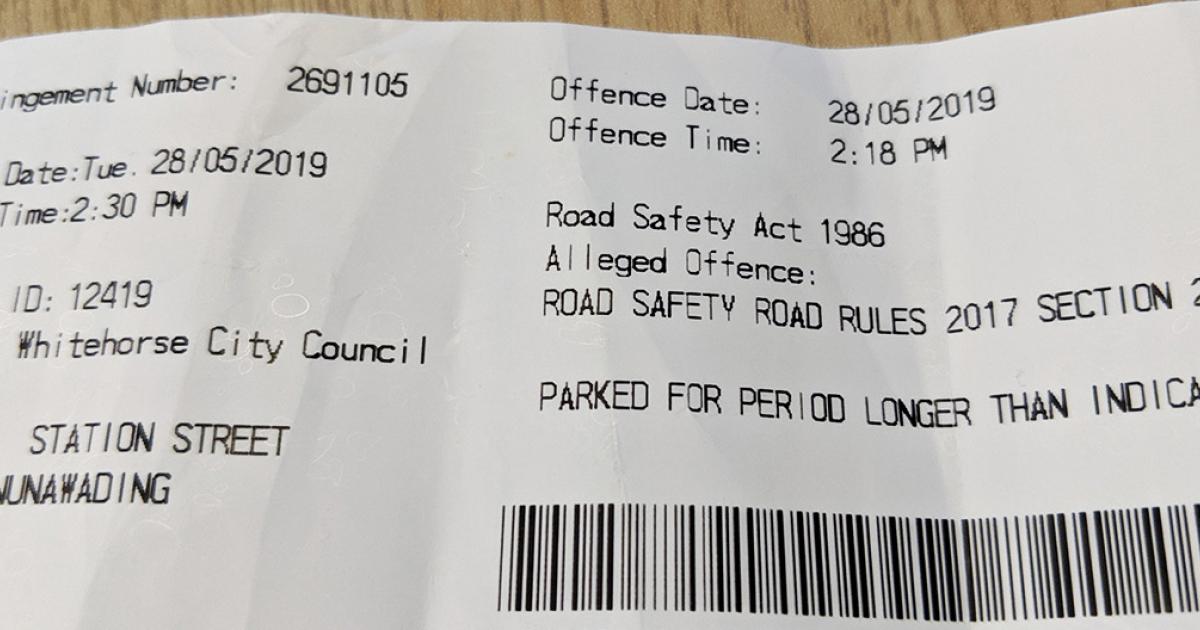 ingement Number: 2691105
Date:Tue. 28/05/2019
Time:2:30 PM
ID: 12419
Whitehorse City Council
STATION STREET
NUNAWADING
Offence Date: 28/05/2019
Offence Time: 2:18 PM
Road Safety Act 1986
Alleged Offence:
ROAD SAFETY ROAD RULES 2017 SECTION 2
PARKED FOR PERIOD LONGER THAN INDICA